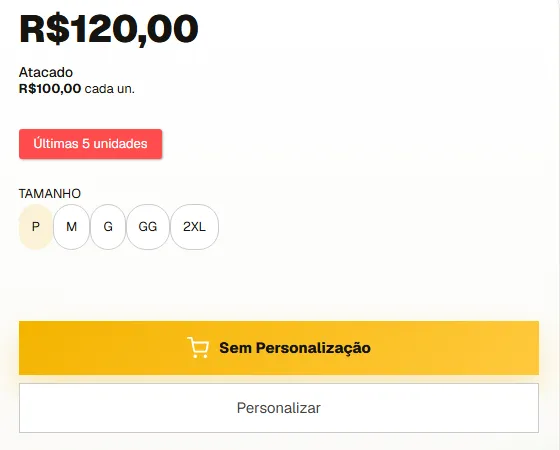 R$120,00
Atacado
R$100,00 cada un.
Últimas 5 unidades
TAMANHO
P M G GG 2XL
Sem Personalização
Personalizar